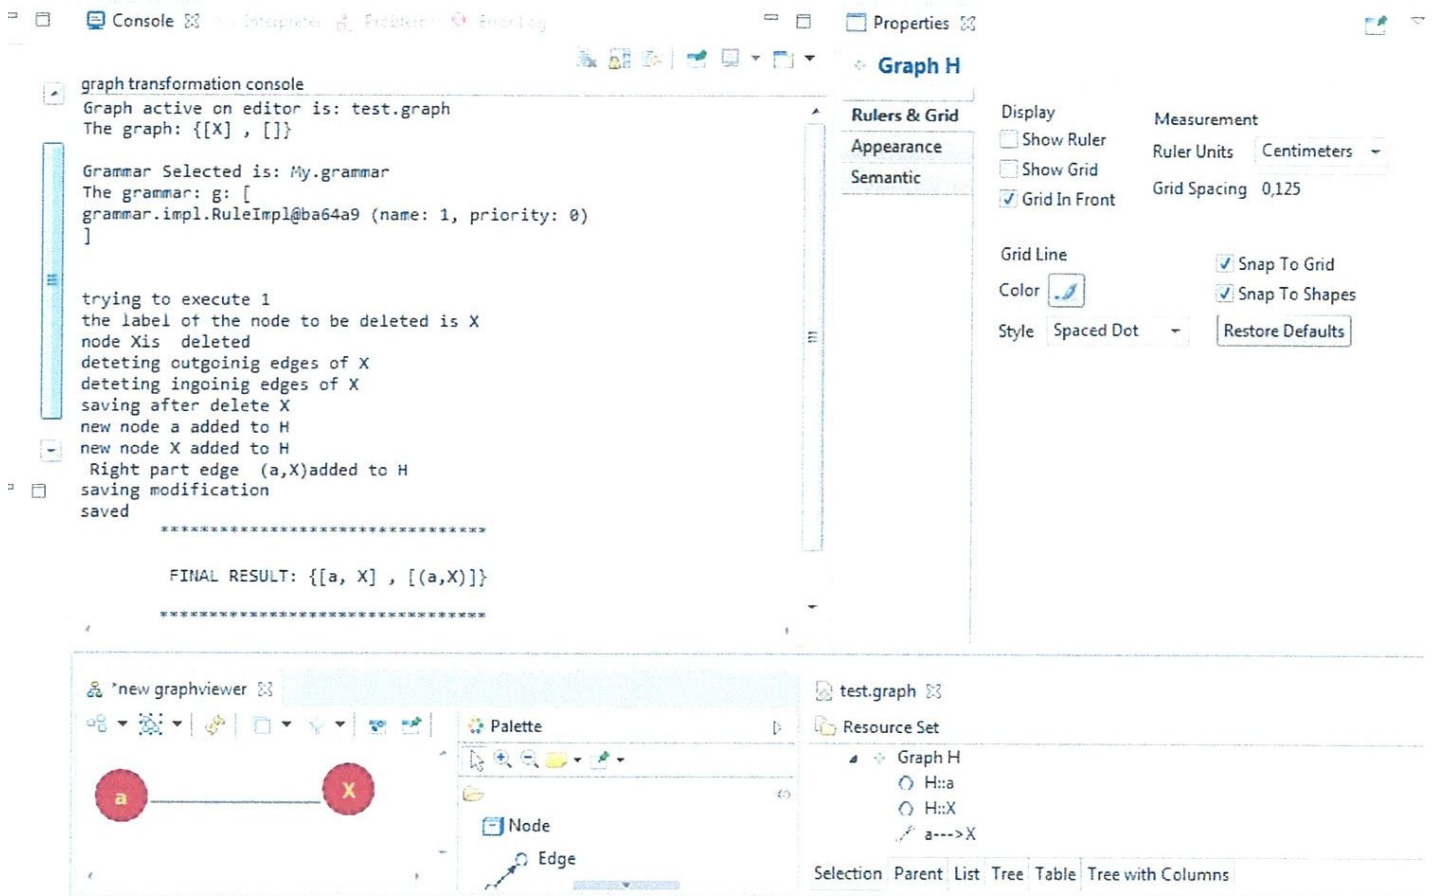 Console Interpreter Problems Error Log
graph transformation console
Graph active on editor is: test.graph
The graph: {[X] , []}
Grammar Selected is: My.grammar
The grammar: g: [
grammar.impl.RuleImpl@ba64a9 (name: 1, priority: 0)
]
trying to execute 1
the label of the node to be deleted is X
node Xis  deleted
deteting outgoinig edges of X
deteting ingoinig edges of X
saving after delete X
new node a added to H
new node X added to H
Right part edge  (a,X)added to H
saving modification
saved
**********************************
FINAL RESULT: {[a, X] , [(a,X)]}
**********************************
Properties
Graph H
Rulers & Grid
Appearance
Semantic
Display
Show Ruler
Show Grid
Grid In Front
Measurement
Ruler Units Centimeters
Grid Spacing 0,125
Grid Line
Color
Style Spaced Dot
Snap To Grid
Snap To Shapes
Restore Defaults
*new graphviewer
a X
Palette
Node
Edge
test.graph
Resource Set
Graph H
H::a
H::X
a--->X
Selection Parent List Tree Table Tree with Columns